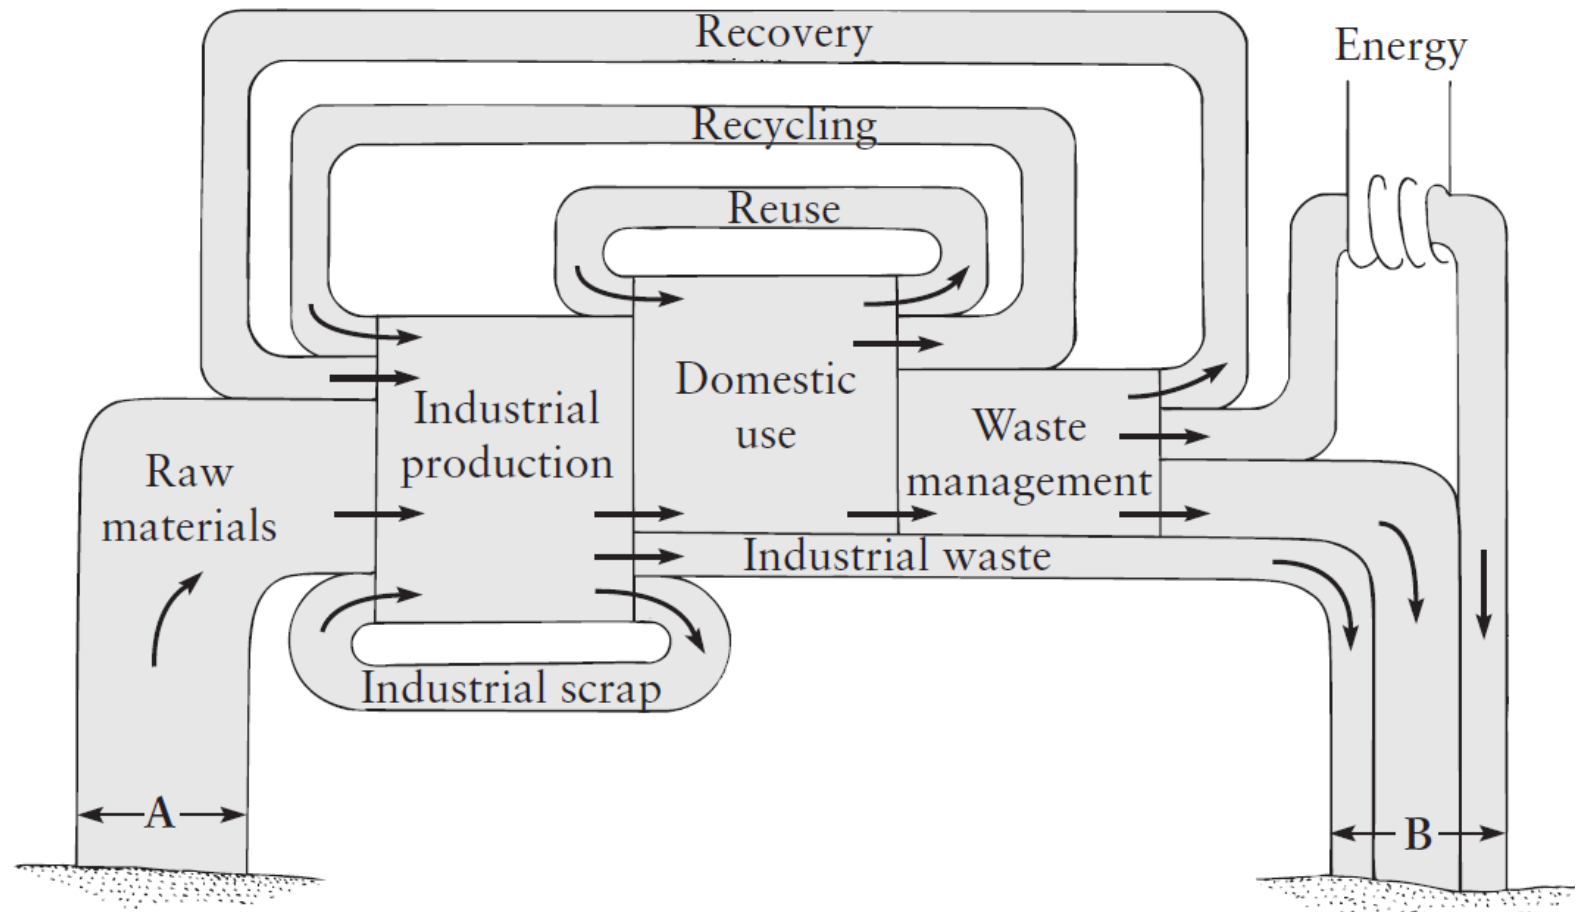 Recovery
Energy
Recycling
Reuse
Raw
materials
Industrial
production
Domestic
use
Waste
management
Industrial waste
Industrial scrap
A
B